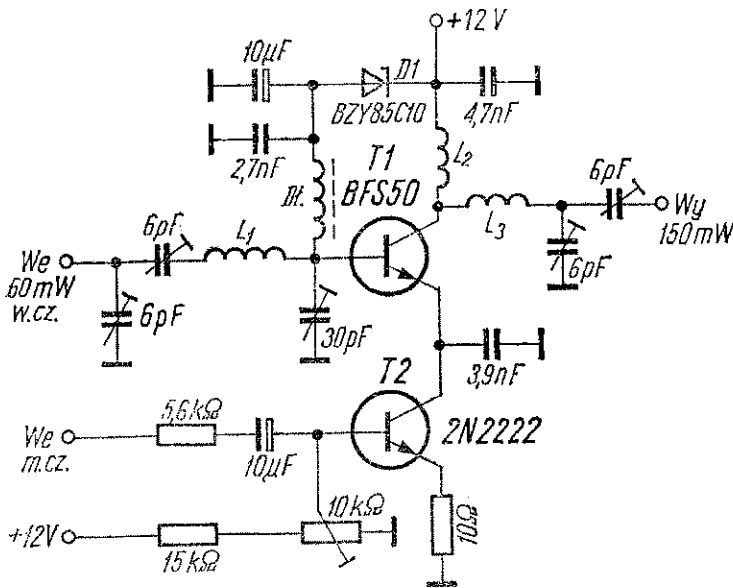 +12V
10µF
D1
BZY85C10
4,7nF
2,7nF
T1
BFS50
L2
Dł.
6pF
L1
L3
6pF
Wy
150mW
We
60mW
w.cz.
6pF
30pF
6pF
T2
3,9nF
5,6kΩ
We
m.cz.
10µF
2N2222
10kΩ
+12V
15kΩ
10Ω